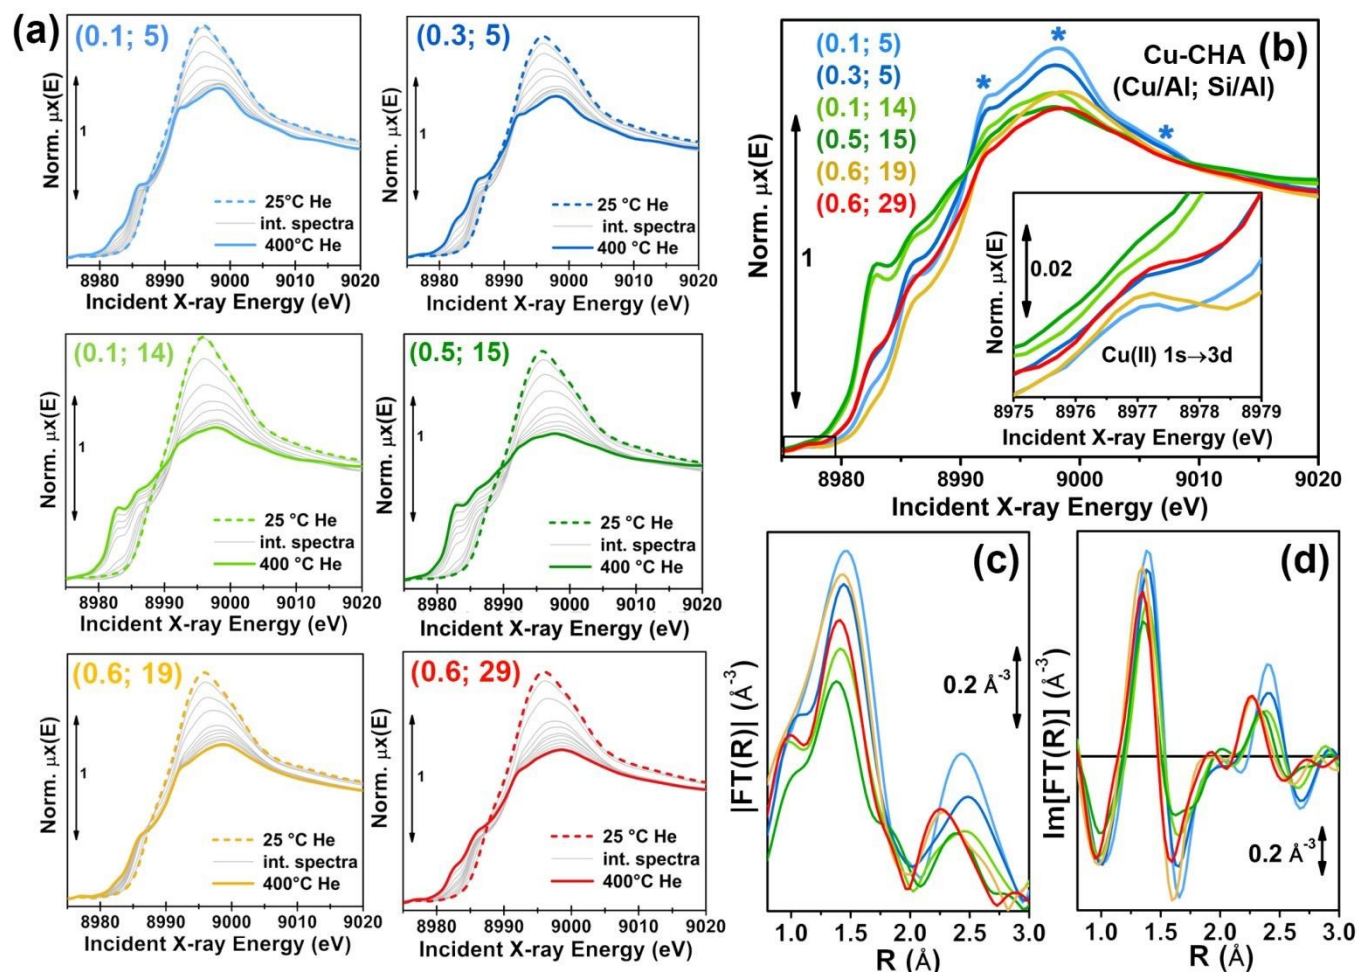 (a)
(0.1; 5)
Norm. μx(E)
1
25°C He
int. spectra
400°C He
8980 8990 9000 9010 9020
Incident X-ray Energy (eV)
(0.3; 5)
Norm. μx(E)
1
25 °C He
int. spectra
400 °C He
8980 8990 9000 9010 9020
Incident X-ray Energy (eV)
(0.1; 14)
Norm. μx(E)
1
25 °C He
int. spectra
400 °C He
8980 8990 9000 9010 9020
Incident X-ray Energy (eV)
(0.5; 15)
Norm. μx(E)
1
25 °C He
int. spectra
400 °C He
8980 8990 9000 9010 9020
Incident X-ray Energy (eV)
(0.6; 19)
Norm. μx(E)
1
25 °C He
int. spectra
400°C He
8980 8990 9000 9010 9020
Incident X-ray Energy (eV)
(0.6; 29)
Norm. μx(E)
1
25 °C He
int. spectra
400°C He
8980 8990 9000 9010 9020
Incident X-ray Energy (eV)
(b)
Cu-CHA
(Cu/Al; Si/Al)
(0.1; 5)
(0.3; 5)
(0.1; 14)
(0.5; 15)
(0.6; 19)
(0.6; 29)
* * *
Norm. μx(E)
1
Norm. μx(E)
0.02
Cu(II) 1s→3d
8975 8976 8977 8978 8979
Incident X-ray Energy (eV)
8980 8990 9000 9010 9020
Incident X-ray Energy (eV)
(c)
|FT(R)| (Å⁻³)
0.2 Å⁻³
1.0 1.5 2.0 2.5 3.0
R (Å)
(d)
Im[FT(R)] (Å⁻³)
0.2 Å⁻³
1.0 1.5 2.0 2.5 3.0
R (Å)